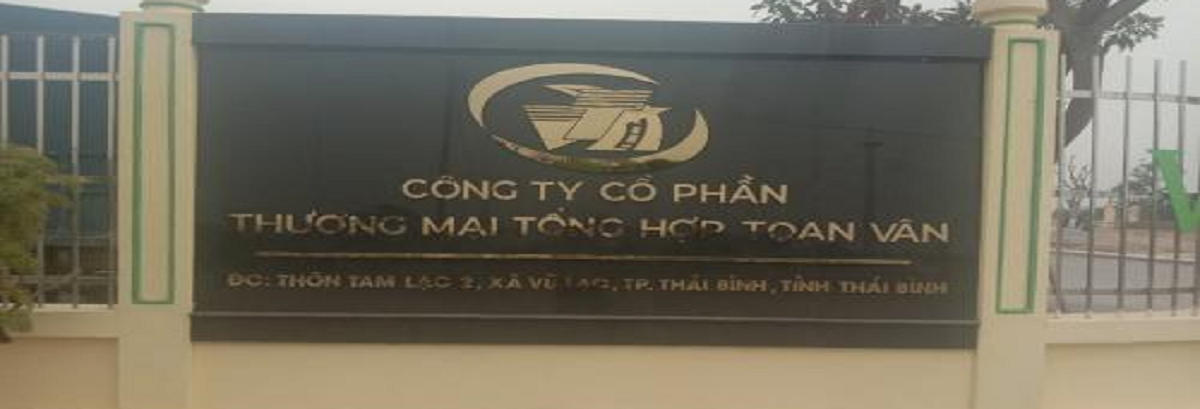 CÔNG TY CỔ PHẦN
THƯƠNG MẠI TỔNG HỢP TOẠN VÂN
ĐC: THÔN TAM LẠC 2, XÃ VŨ LẠC, TP. THÁI BÌNH, TỈNH THÁI BÌNH